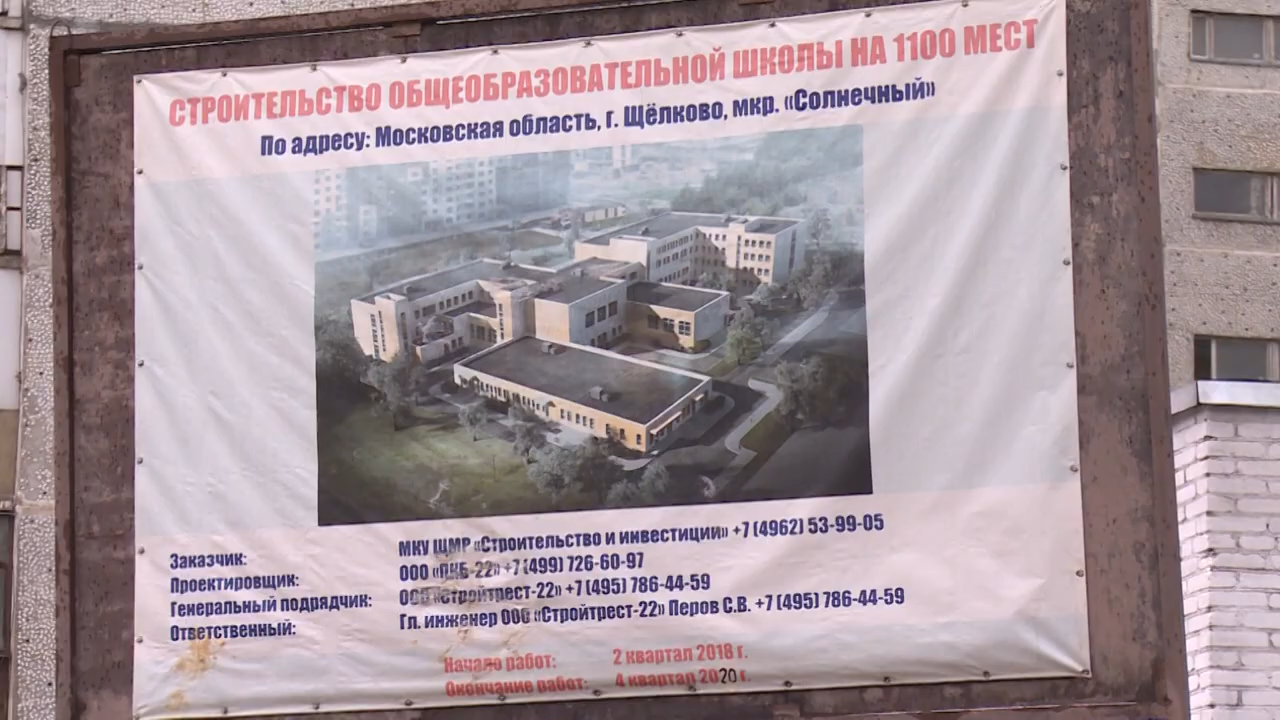 СТРОИТЕЛЬСТВО ОБЩЕОБРАЗОВАТЕЛЬНОЙ ШКОЛЫ НА 1100 МЕСТ
По адресу: Московская область, г. Щёлково, мкр. «Солнечный»
Заказчик: МКУ ЩМР «Строительство и инвестиции» +7 (4962) 53-99-05
Проектировщик: ООО «ПКБ-22» +7 (499) 726-60-97
Генеральный подрядчик: ООО «Стройтрест-22» +7 (495) 786-44-59
Ответственный: Гл. инженер ООО «Стройтрест-22» Перов С.В. +7 (495) 786-44-59
Начало работ: 2 квартал 2018 г.
Окончание работ: 4 квартал 2020 г.